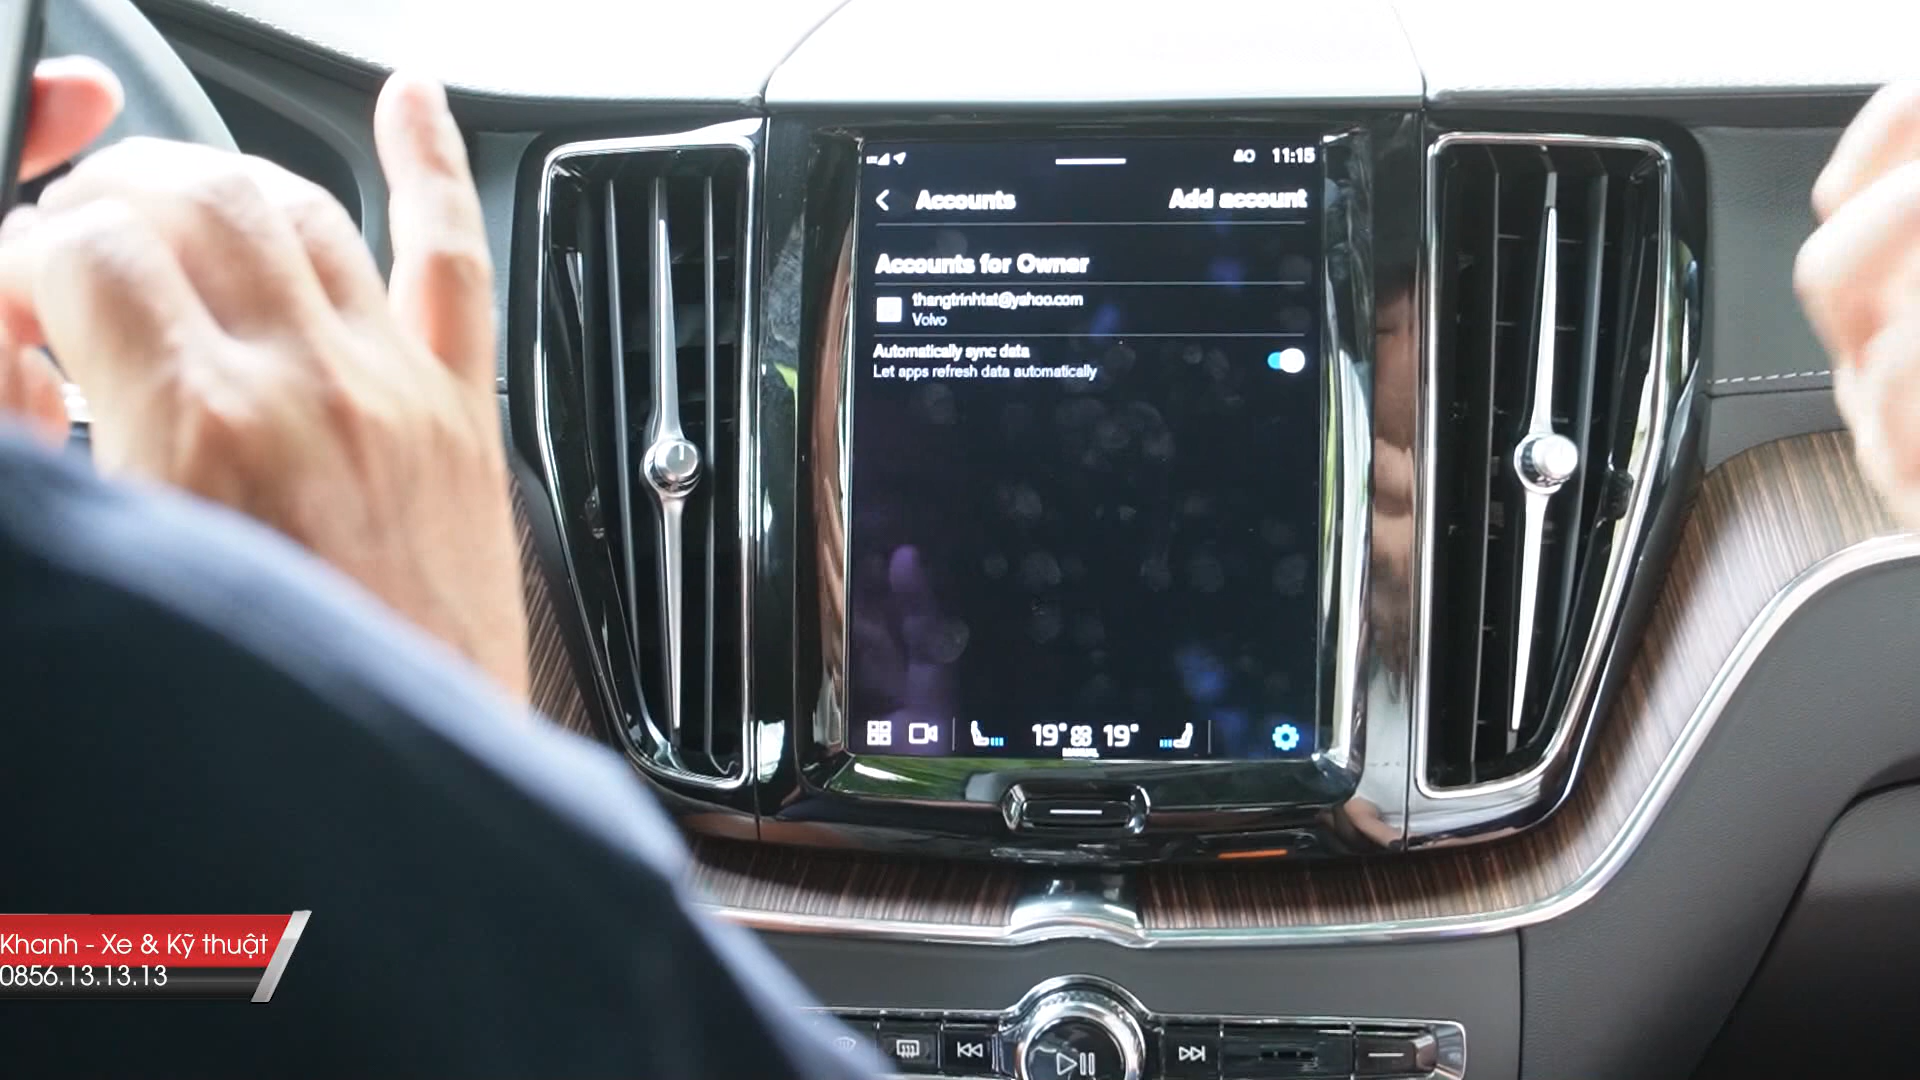 11:15
Accounts
Add account
Accounts for Owner
thangtrinhtat@yahoo.com
Volvo
Automatically sync data
Let apps refresh data automatically
19° 19°
MANUAL
Khanh - Xe & Kỹ thuật
0856.13.13.13